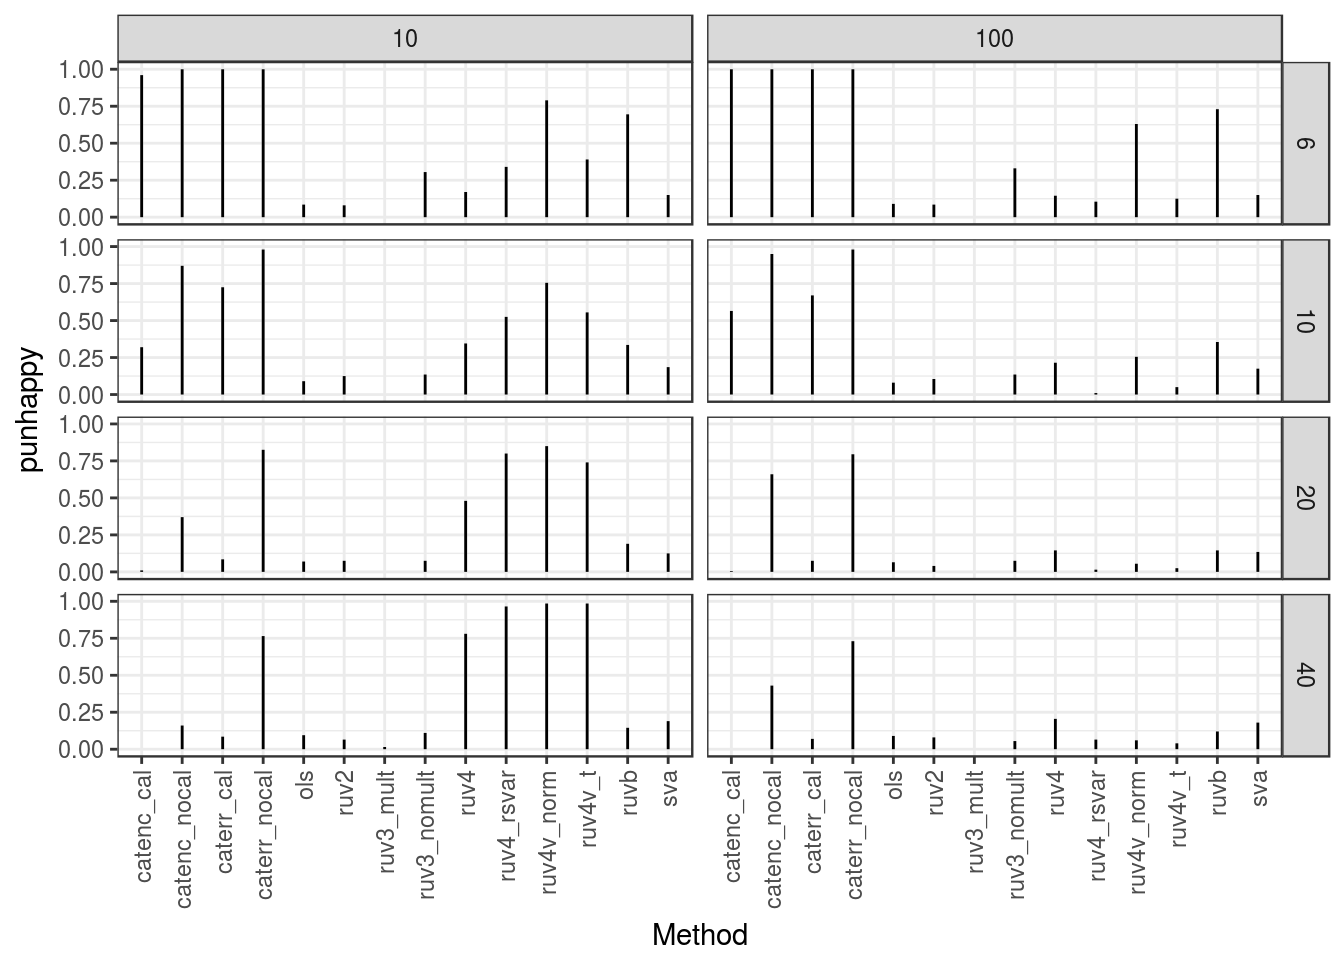 10
100
1.00
0.75
0.50
0.25
0.00
6
1.00
0.75
0.50
0.25
0.00
10
1.00
0.75
0.50
0.25
0.00
20
1.00
0.75
0.50
0.25
0.00
40
punhappy
catenc_cal
catenc_nocal
caterr_cal
caterr_nocal
ols
ruv2
ruv3_mult
ruv3_nomult
ruv4
ruv4_rsvar
ruv4v_norm
ruv4v_t
ruvb
sva
catenc_cal
catenc_nocal
caterr_cal
caterr_nocal
ols
ruv2
ruv3_mult
ruv3_nomult
ruv4
ruv4_rsvar
ruv4v_norm
ruv4v_t
ruvb
sva
Method